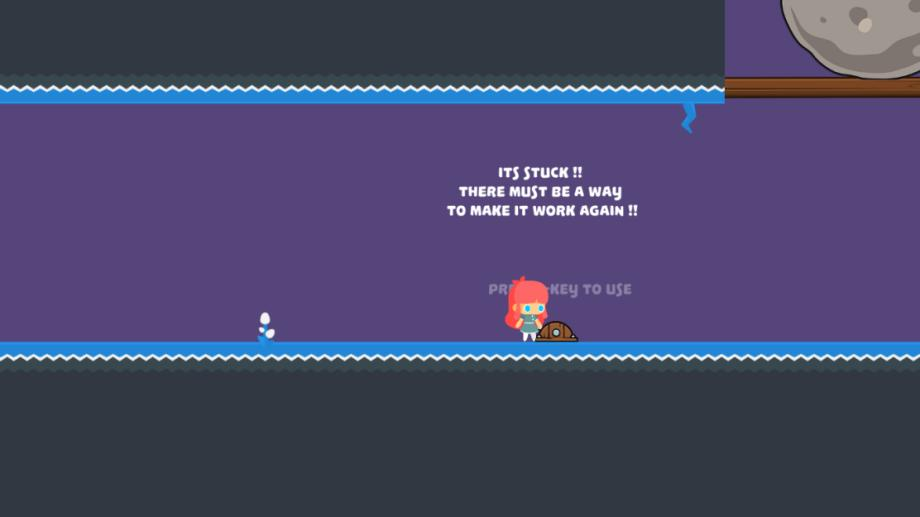 ITS STUCK !!
THERE MUST BE A WAY
TO MAKE IT WORK AGAIN !!
KEY TO USE